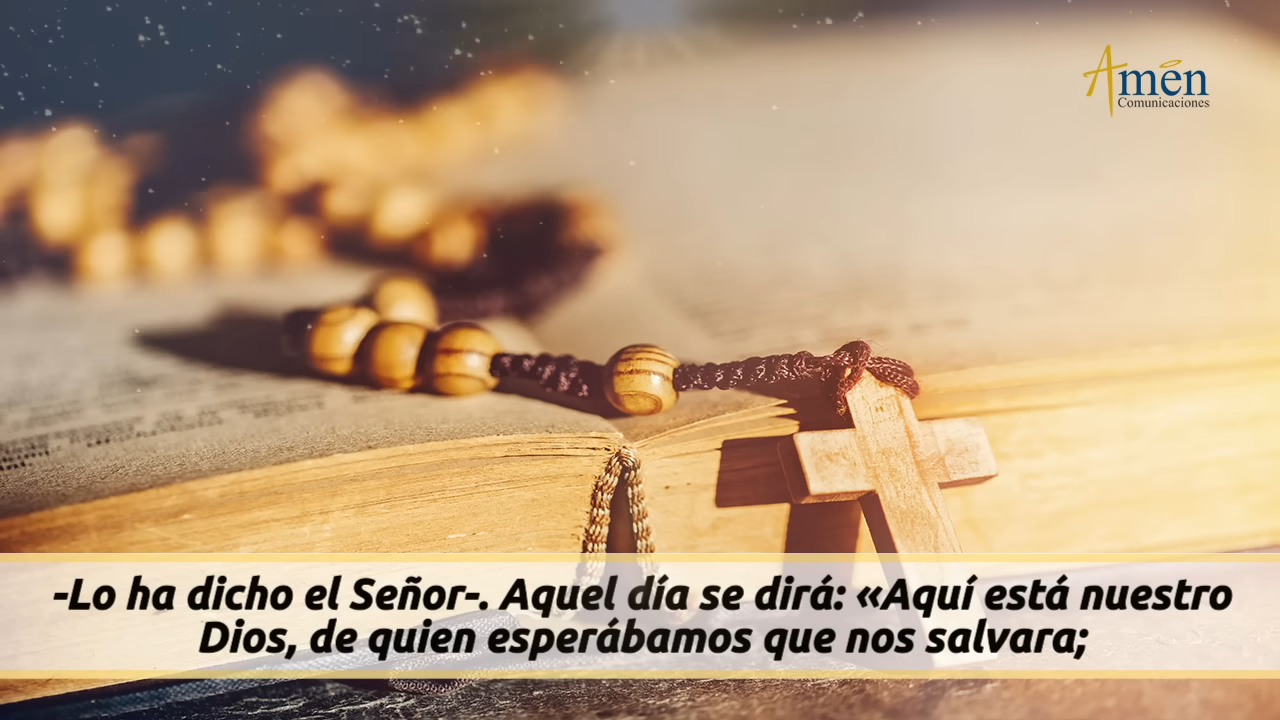 Amén
Comunicaciones
-Lo ha dicho el Señor-. Aquel día se dirá: «Aquí está nuestro
Dios, de quien esperábamos que nos salvara;